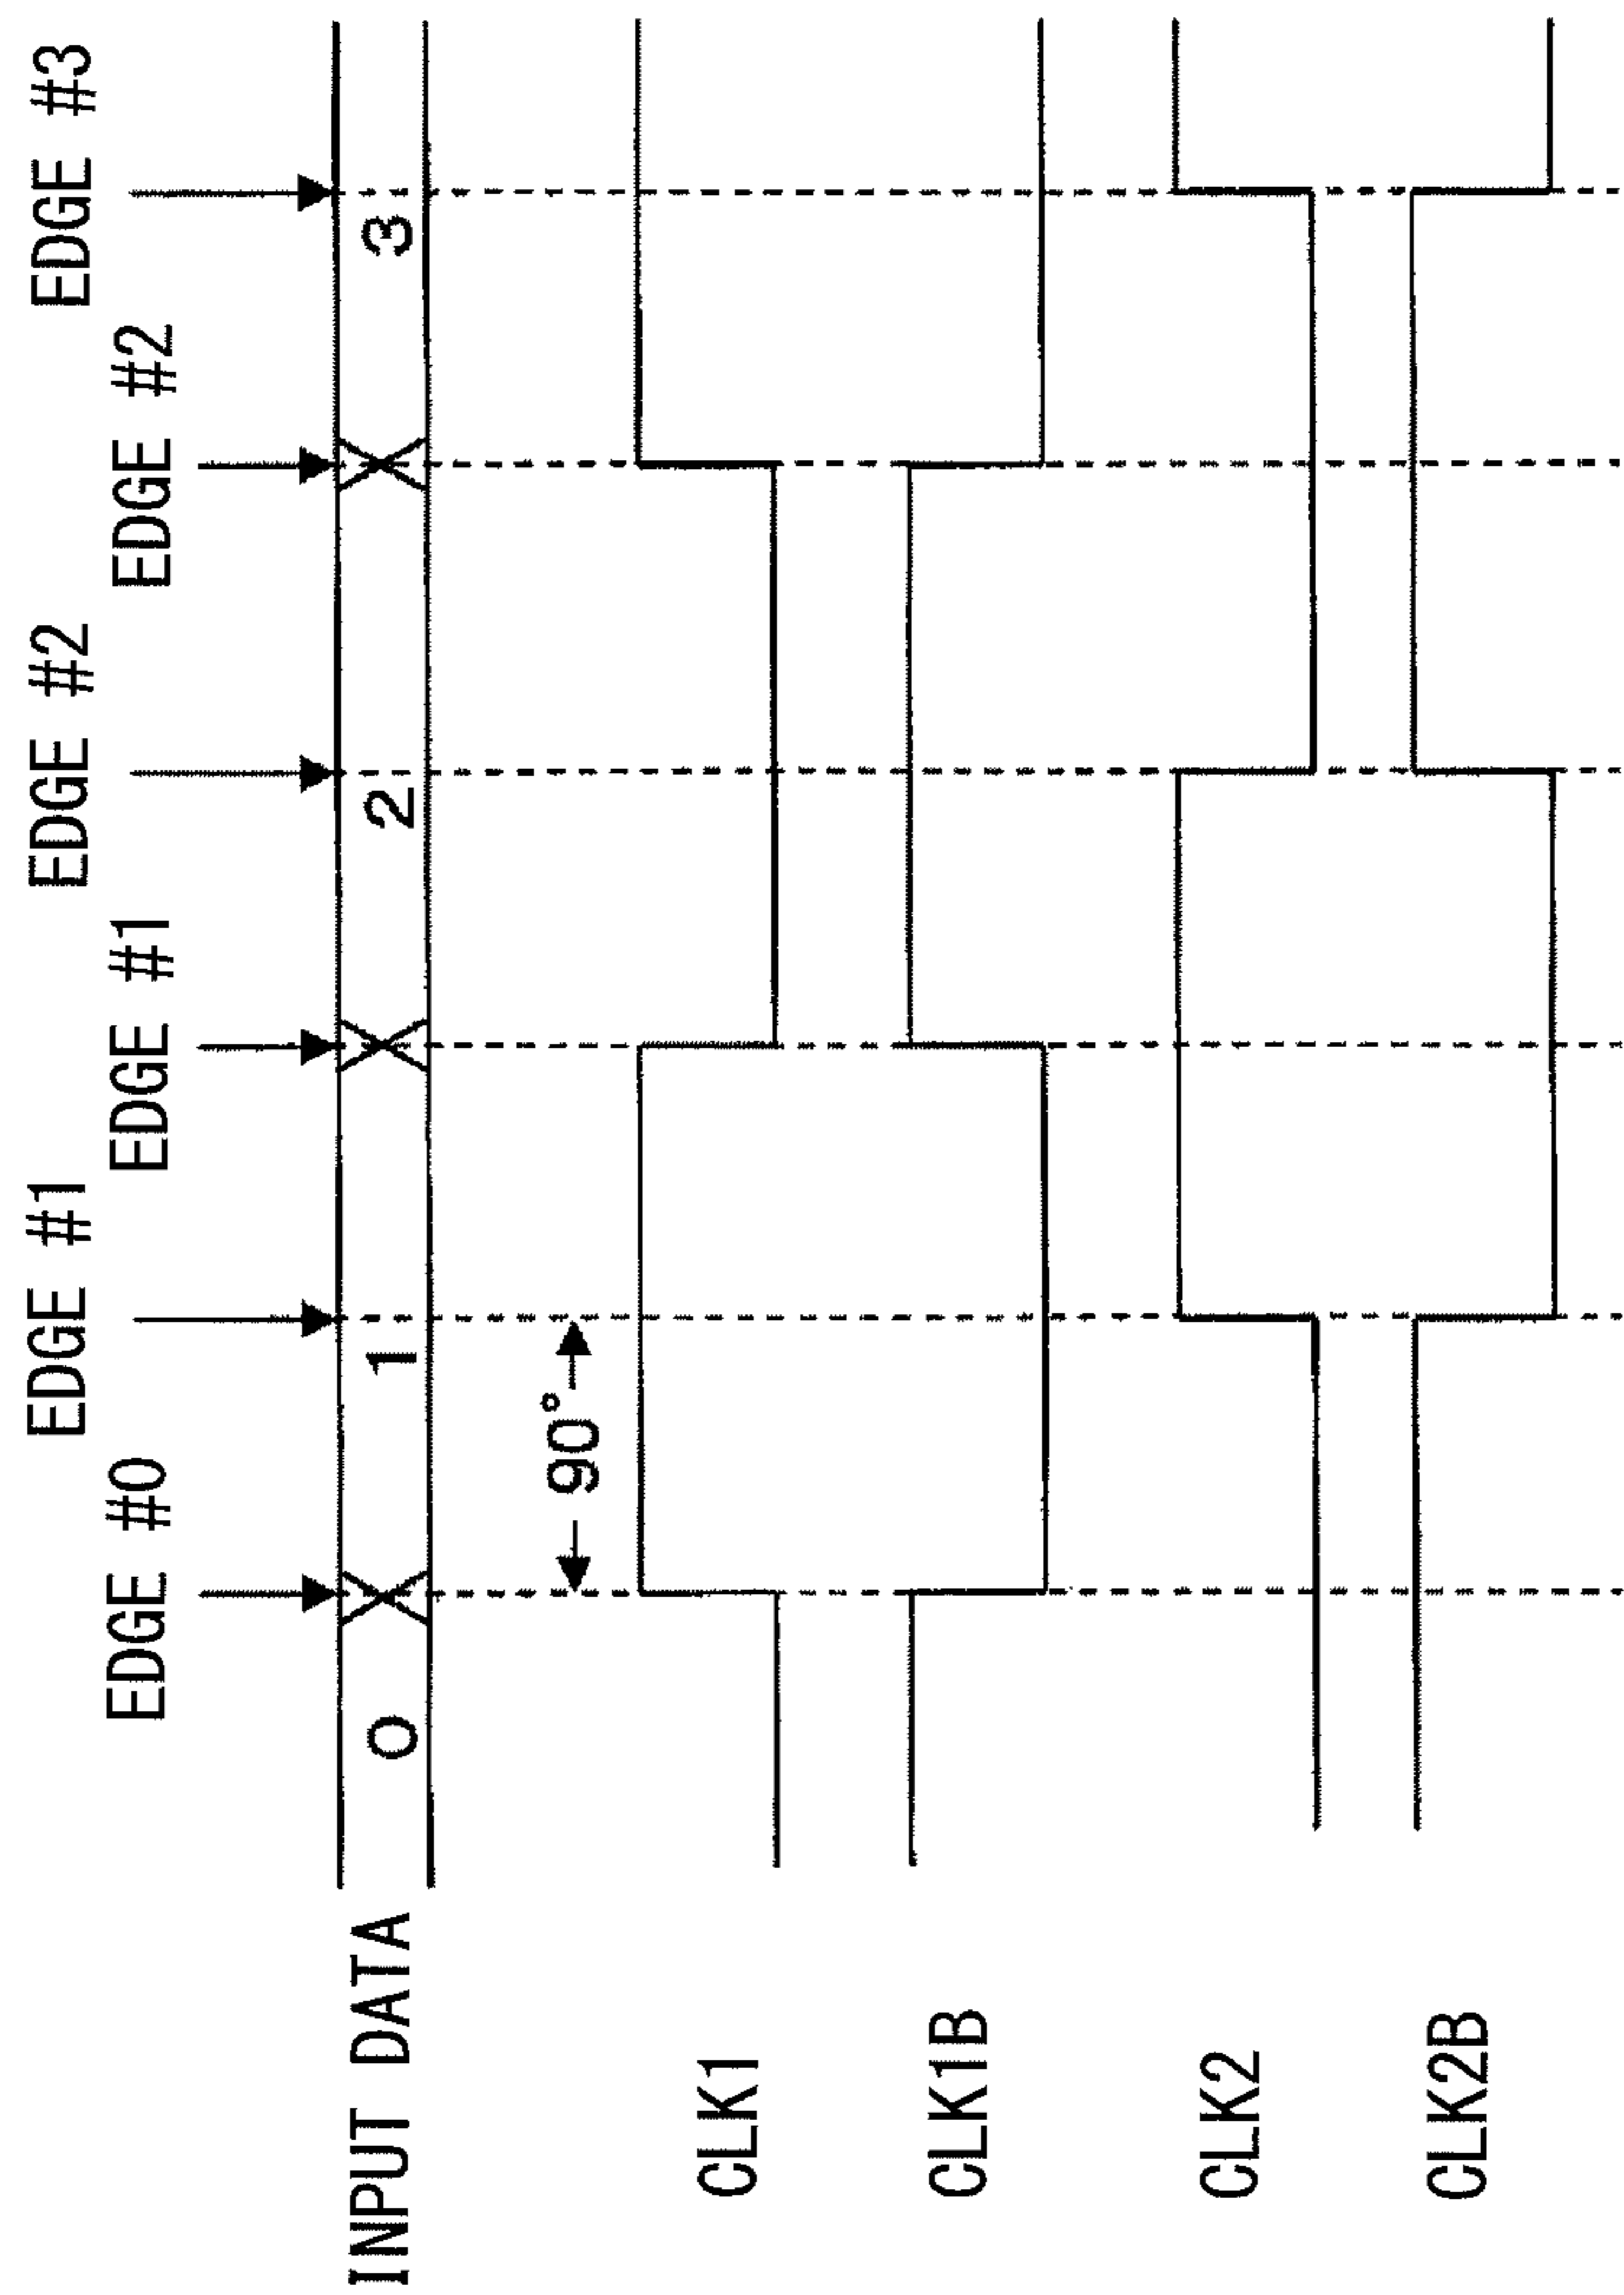 EDGE #1 EDGE #2 EDGE #3
EDGE #0 EDGE #1 EDGE #2
INPUT DATA 0 1 2 3
90°
CLK1
CLK1B
CLK2
CLK2B